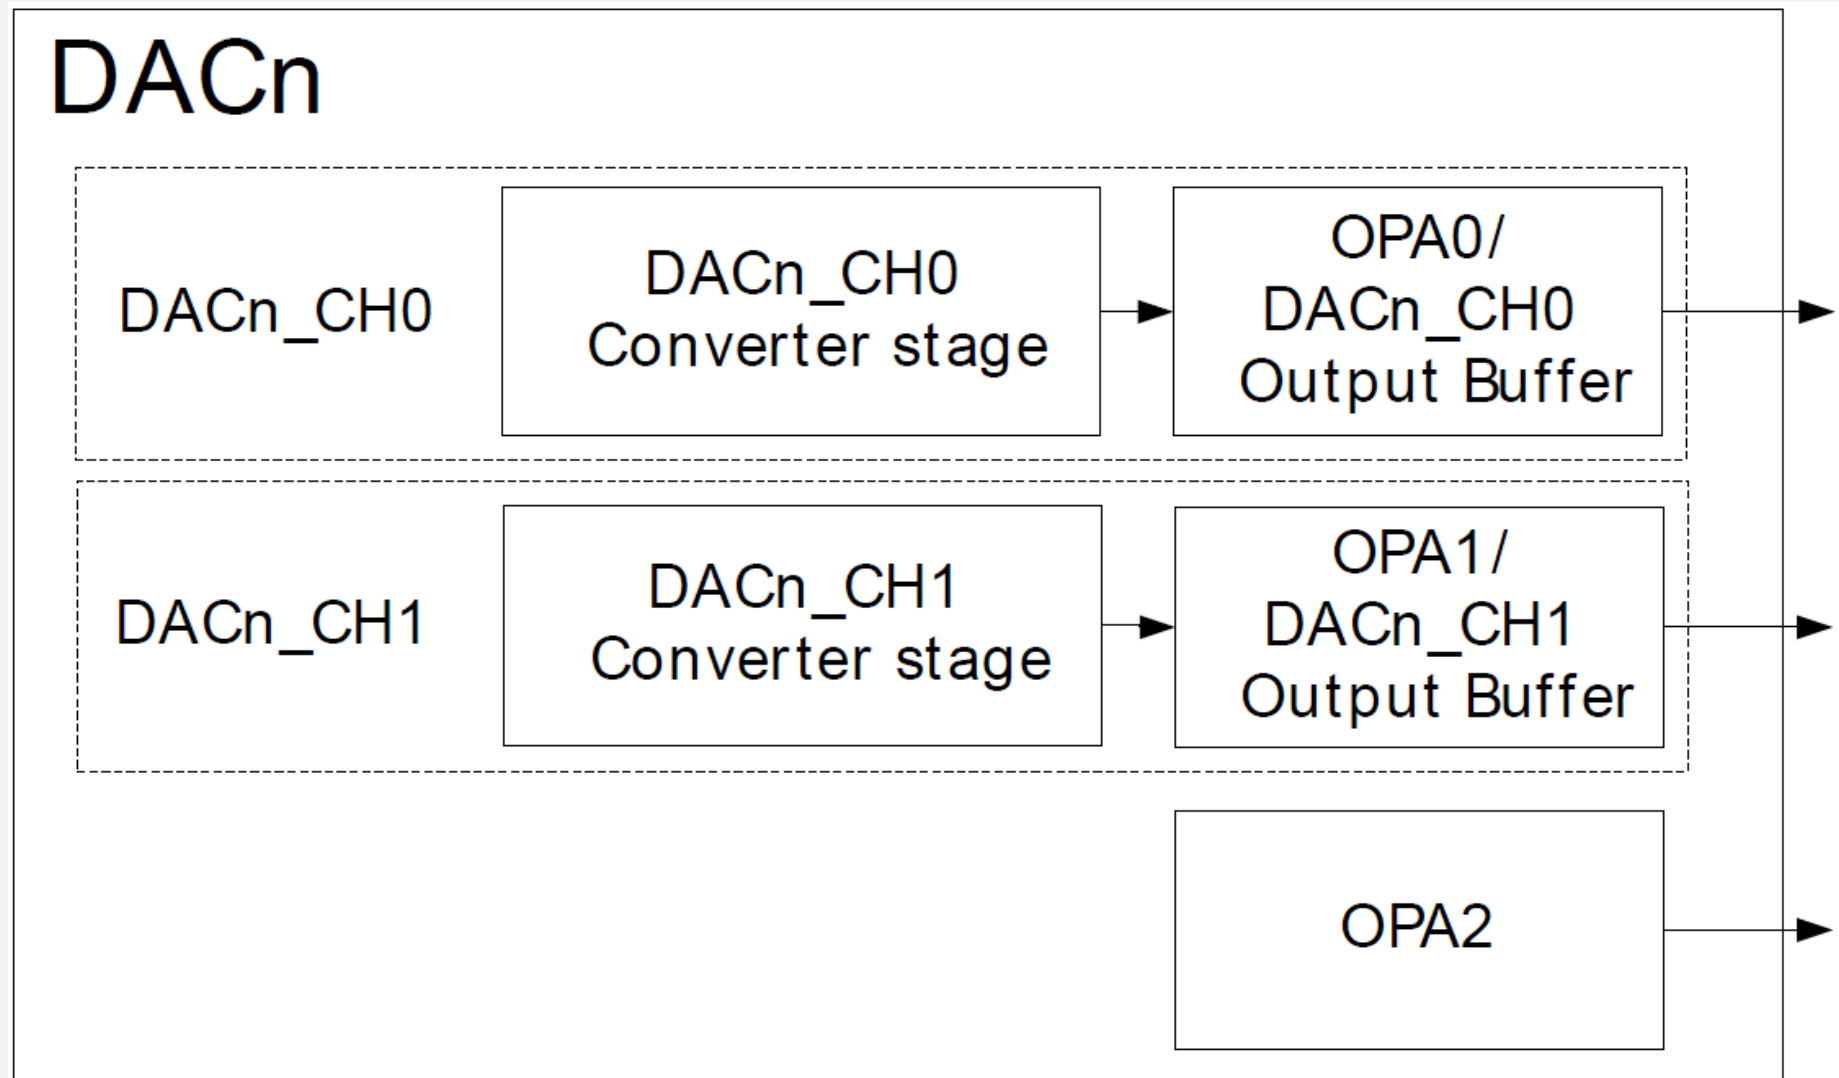 DACn
DACn_CH0
DACn_CH0
Converter stage
OPA0/
DACn_CH0
Output Buffer
DACn_CH1
DACn_CH1
Converter stage
OPA1/
DACn_CH1
Output Buffer
OPA2